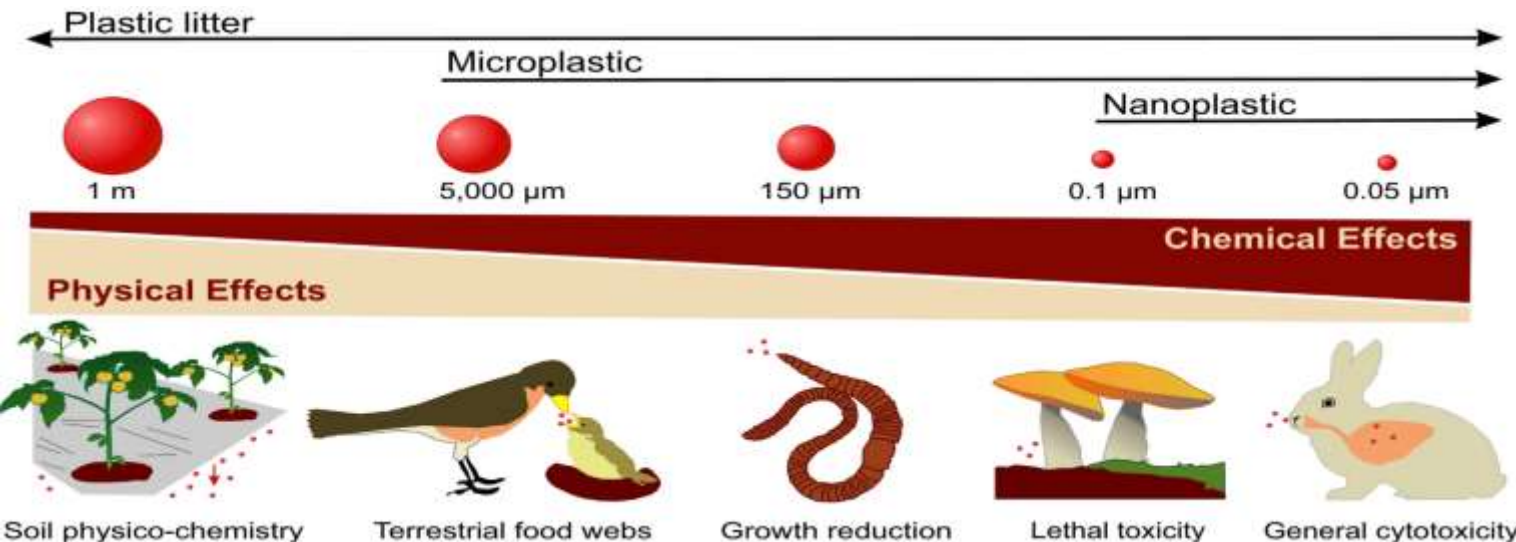 Plastic litter
Microplastic
Nanoplastic
1 m
5,000 µm
150 µm
0.1 µm
0.05 µm
Chemical Effects
Physical Effects
Soil physico-chemistry
Terrestrial food webs
Growth reduction
Lethal toxicity
General cytotoxicity